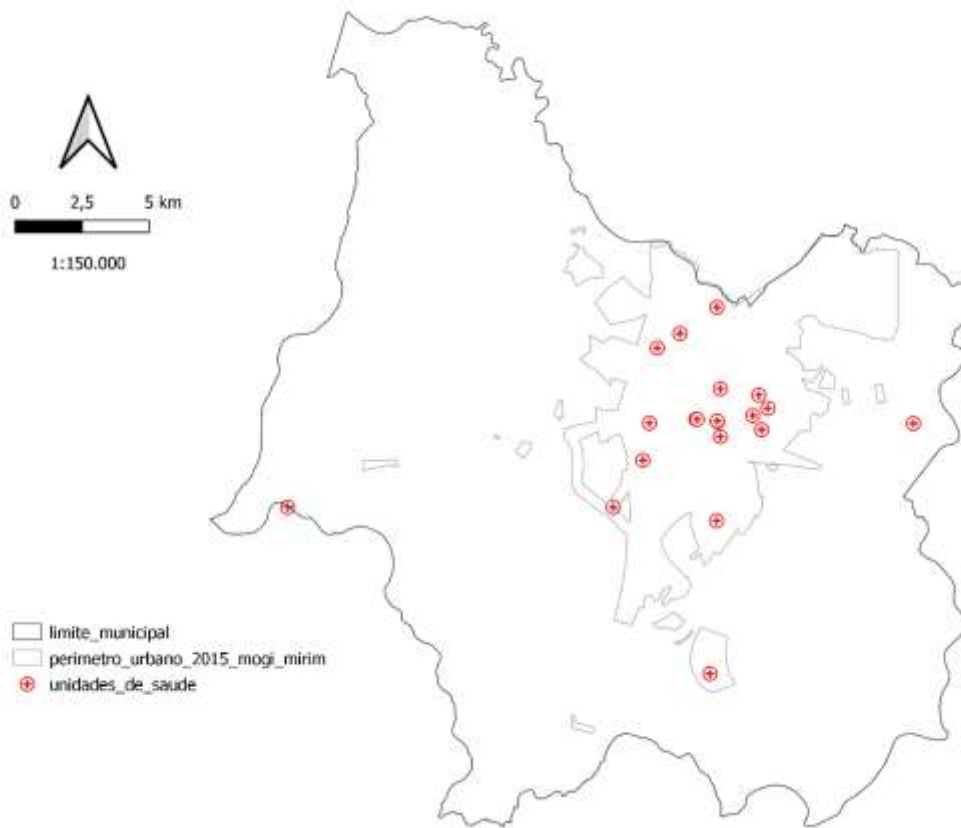 0 2,5 5 km
1:150.000
limite_municipal
perimetro_urbano_2015_mogi_mirim
unidades_de_saude